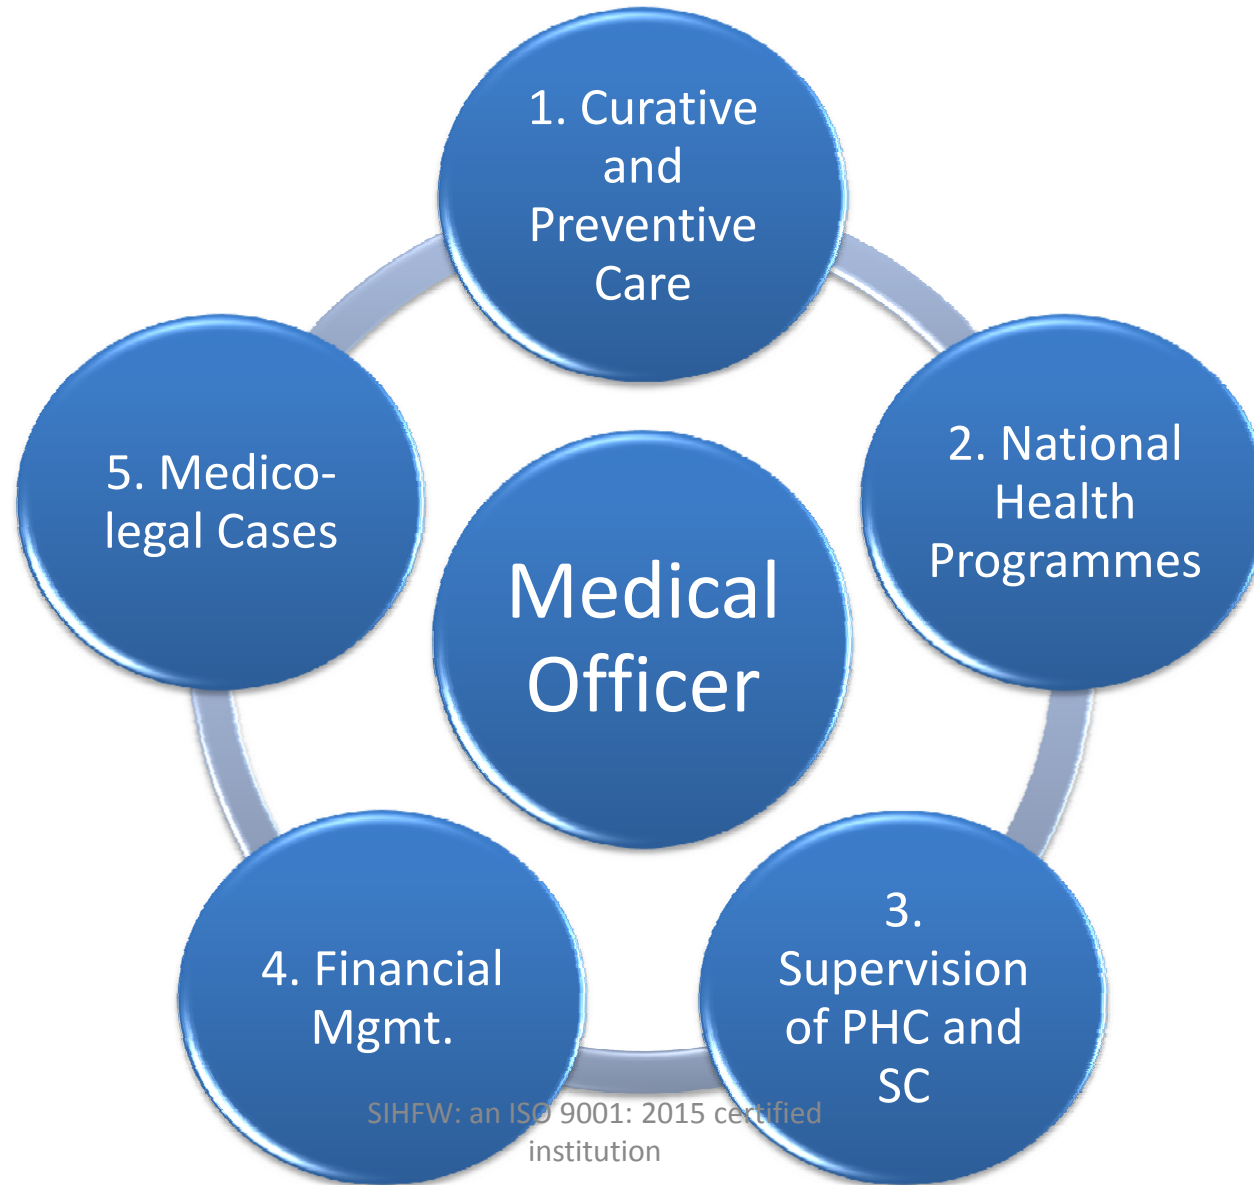 1. Curative
and
Preventive
Care
2. National
Health
Programmes
3.
Supervision
of PHC and
SC
4. Financial
Mgmt.
5. Medico-
legal Cases
Medical
Officer
SIHFW: an ISO 9001: 2015 certified
institution